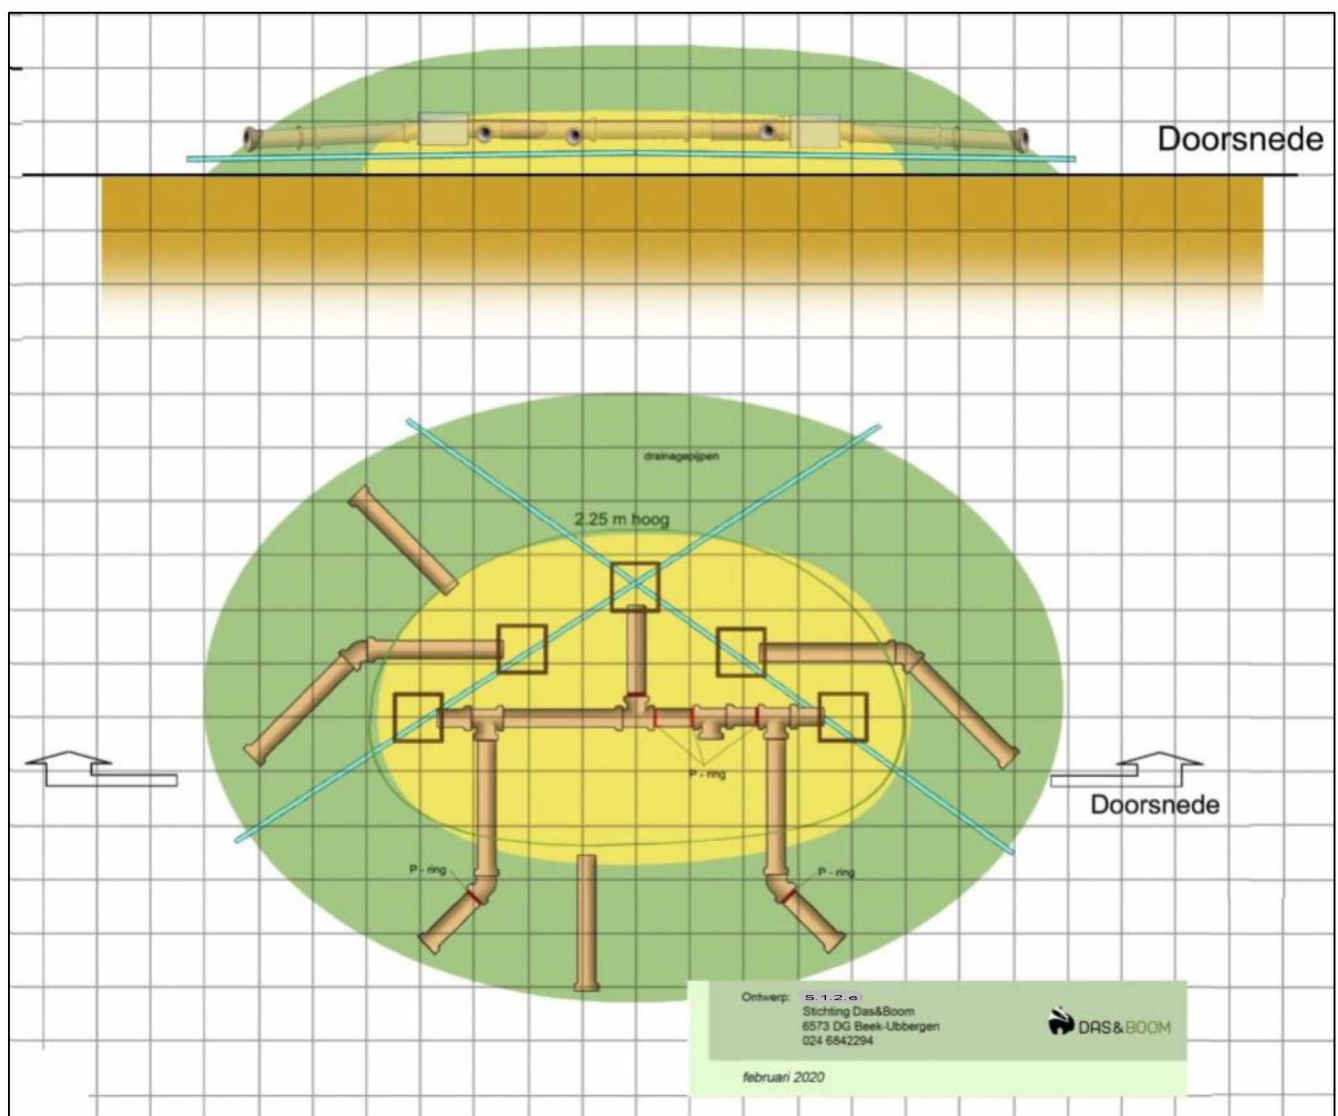 Doorsnede
drainagepijpen
2.25 m hoog
P - ring
Doorsnede
P - ring
P - ring
Ontwerp: 5.1.2.e
Stichting Das&Boom
6573 DG Beek-Ubbergen
024 6842294
DAS & BOOM
februari 2020